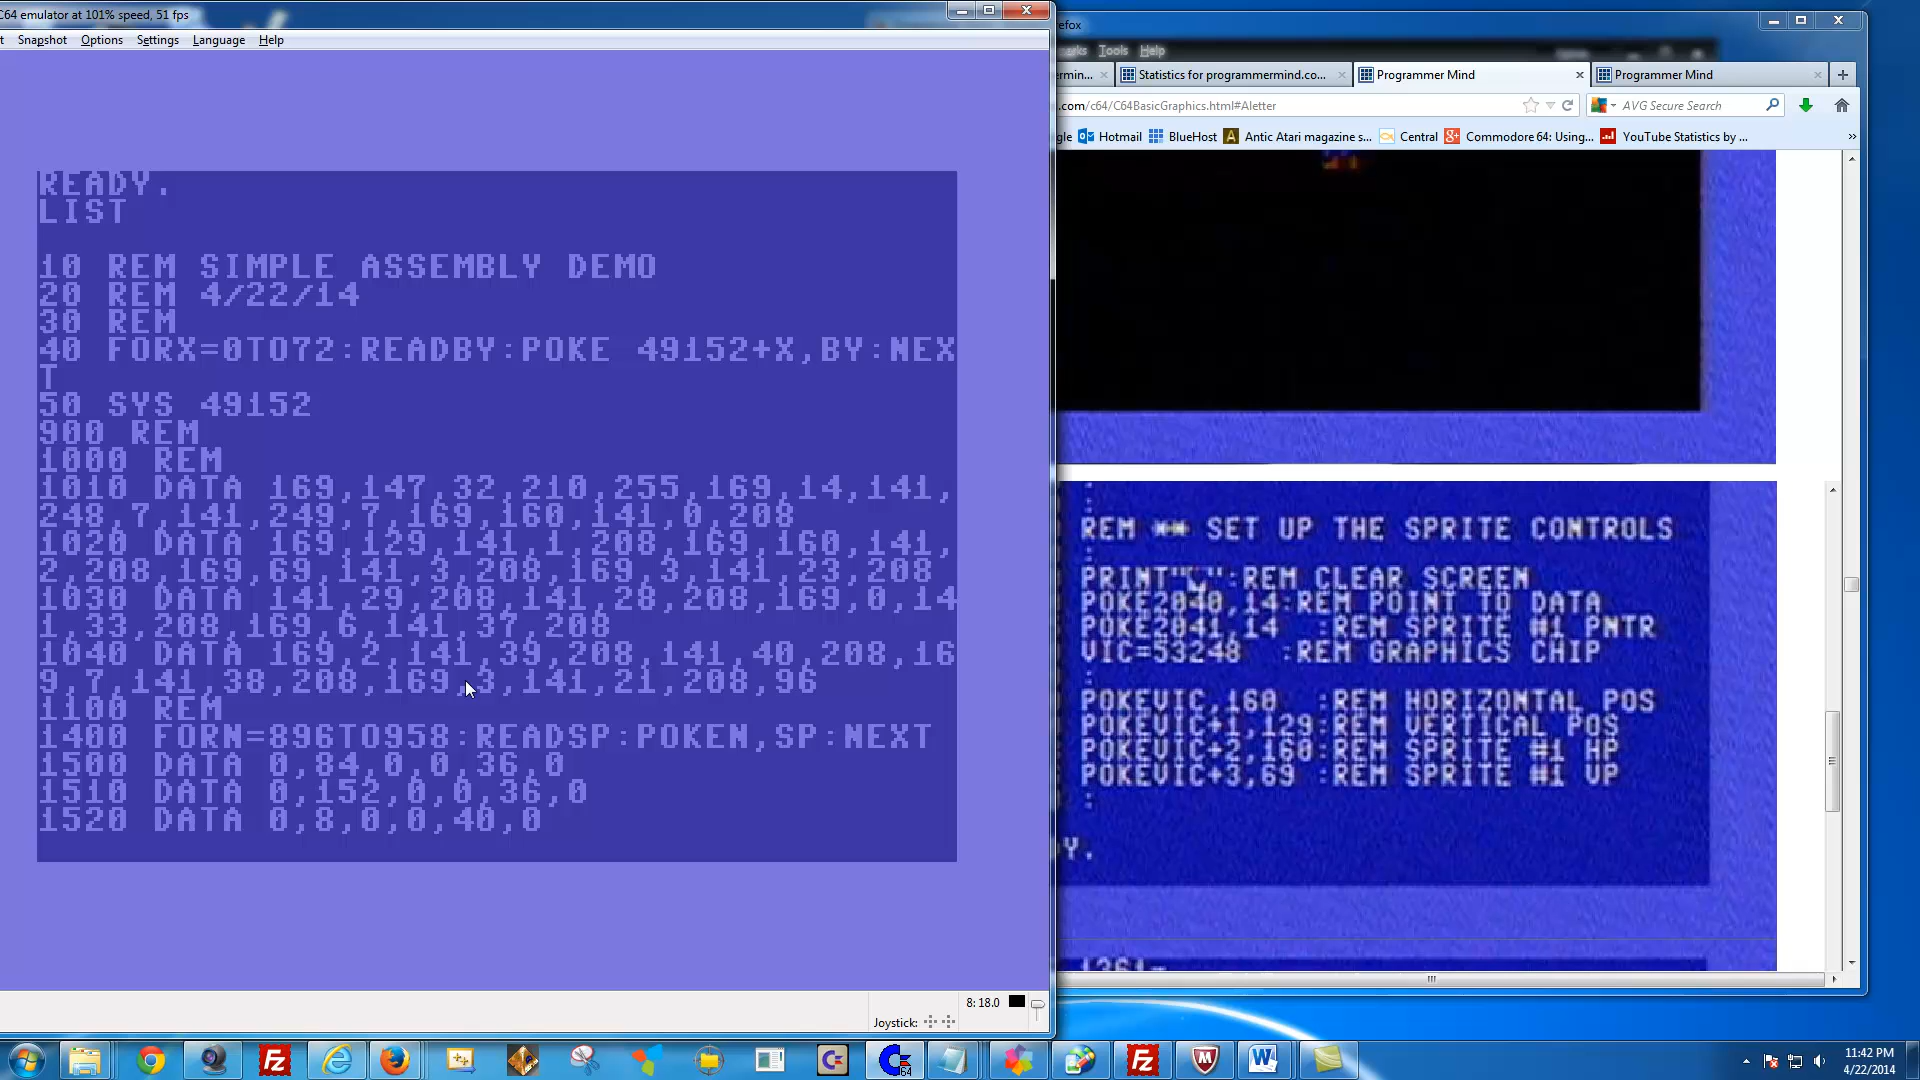 C64 emulator at 101% speed, 51 fps
Snapshot Options Settings Language Help
READY.
LIST
10 REM SIMPLE ASSEMBLY DEMO
20 REM 4/22/14
30 REM
40 FORX=0TO72:READBY:POKE 49152+X,BY:NEX
T
50 SYS 49152
900 REM
1000 REM
1010 DATA 169,147,32,210,255,169,14,141,
248,7,141,249,7,169,160,141,0,208
1020 DATA 169,129,141,1,208,169,160,141,
2,208,169,69,141,3,208,169,3,141,23,208
1030 DATA 141,29,208,141,28,208,169,0,14
1,33,208,169,6,141,37,208
1040 DATA 169,2,141,39,208,141,40,208,16
9,7,141,38,208,169,3,141,21,208,96
1100 REM
1400 FORN=896TO958:READSP:POKEN,SP:NEXT
1500 DATA 0,84,0,0,36,0
1510 DATA 0,152,0,0,36,0
1520 DATA 0,8,0,0,40,0
8: 18.0
Joystick:
efox
arks Tools Help
ermin... Statistics for programmermind.co... Programmer Mind Programmer Mind
.com/c64/C64BasicGraphics.html#Aletter AVG Secure Search
gle Hotmail BlueHost Antic Atari magazine s... Central Commodore 64: Using... YouTube Statistics by ...
REM ** SET UP THE SPRITE CONTROLS
:
PRINT" ":REM CLEAR SCREEN
POKE2040,14:REM POINT TO DATA
POKE2041,14 :REM SPRITE #1 PNTR
VIC=53248 :REM GRAPHICS CHIP
:
POKEVIC,160 :REM HORIZONTAL POS
POKEVIC+1,129:REM VERTICAL POS
POKEVIC+2,160:REM SPRITE #1 HP
POKEVIC+3,69 :REM SPRITE #1 VP
:
Y.
11:42 PM
4/22/2014